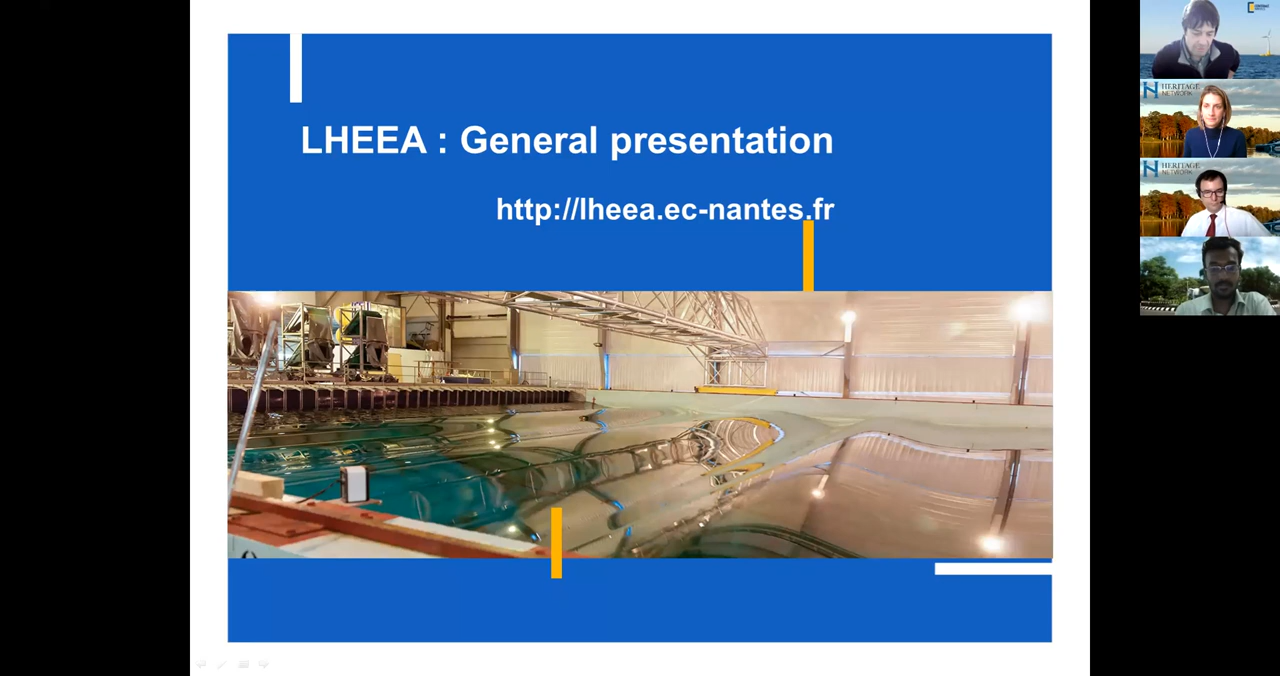 LHEEA : General presentation
http://lheea.ec-nantes.fr
HERITAGE
NETWORK
HERITAGE
NETWORK